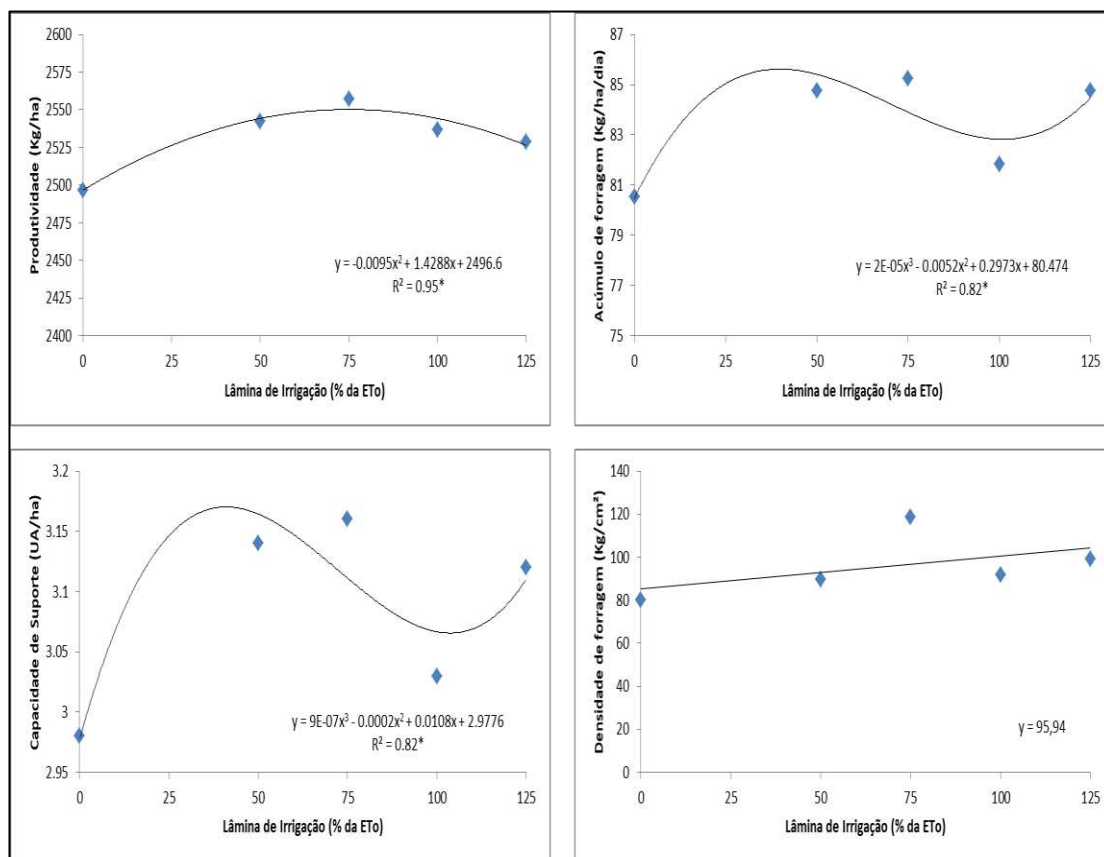 Produtividade (Kg/ha)
2600
2575
2550
2525
2500
2475
2450
2425
2400
y = -0.0095x² + 1.4288x + 2496.6
R² = 0.95*
0 25 50 75 100 125
Lâmina de Irrigação (% da ETo)
Acúmulo de forragem (Kg/ha/dia)
87
85
83
81
79
77
75
y = 2E-05x³ - 0.0052x² + 0.2973x + 80.474
R² = 0.82*
0 25 50 75 100 125
Lâmina de Irrigação (% da ETo)
Capacidade de Suporte (UA/ha)
3.2
3.15
3.1
3.05
3
2.95
y = 9E-07x³ - 0.0002x² + 0.0108x + 2.9776
R² = 0.82*
0 25 50 75 100 125
Lâmina de Irrigação (% da ETo)
Densidade de forragem (Kg/cm²)
140
120
100
80
60
40
20
0
y = 95,94
0 25 50 75 100 125
Lâmina de Irrigação (% da ETo)